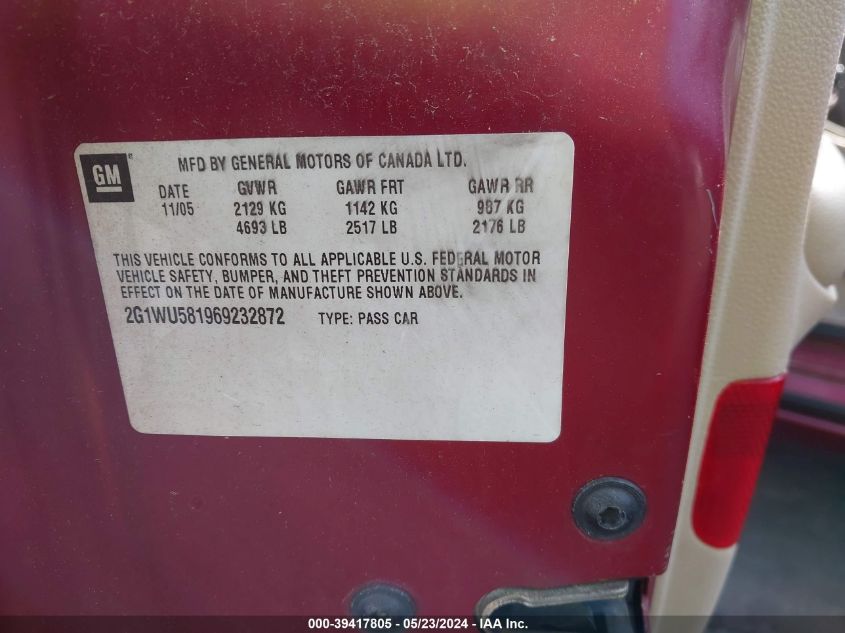 GM
MFD BY GENERAL MOTORS OF CANADA LTD.
DATE GVWR GAWR FRT GAWR RR
11/05 2129 KG 1142 KG 987 KG
4693 LB 2517 LB 2176 LB
THIS VEHICLE CONFORMS TO ALL APPLICABLE U.S. FEDERAL MOTOR
VEHICLE SAFETY, BUMPER, AND THEFT PREVENTION STANDARDS IN
EFFECT ON THE DATE OF MANUFACTURE SHOWN ABOVE.
2G1WU581969232872 TYPE: PASS CAR
000-39417805 - 05/23/2024 - IAAI, Inc.